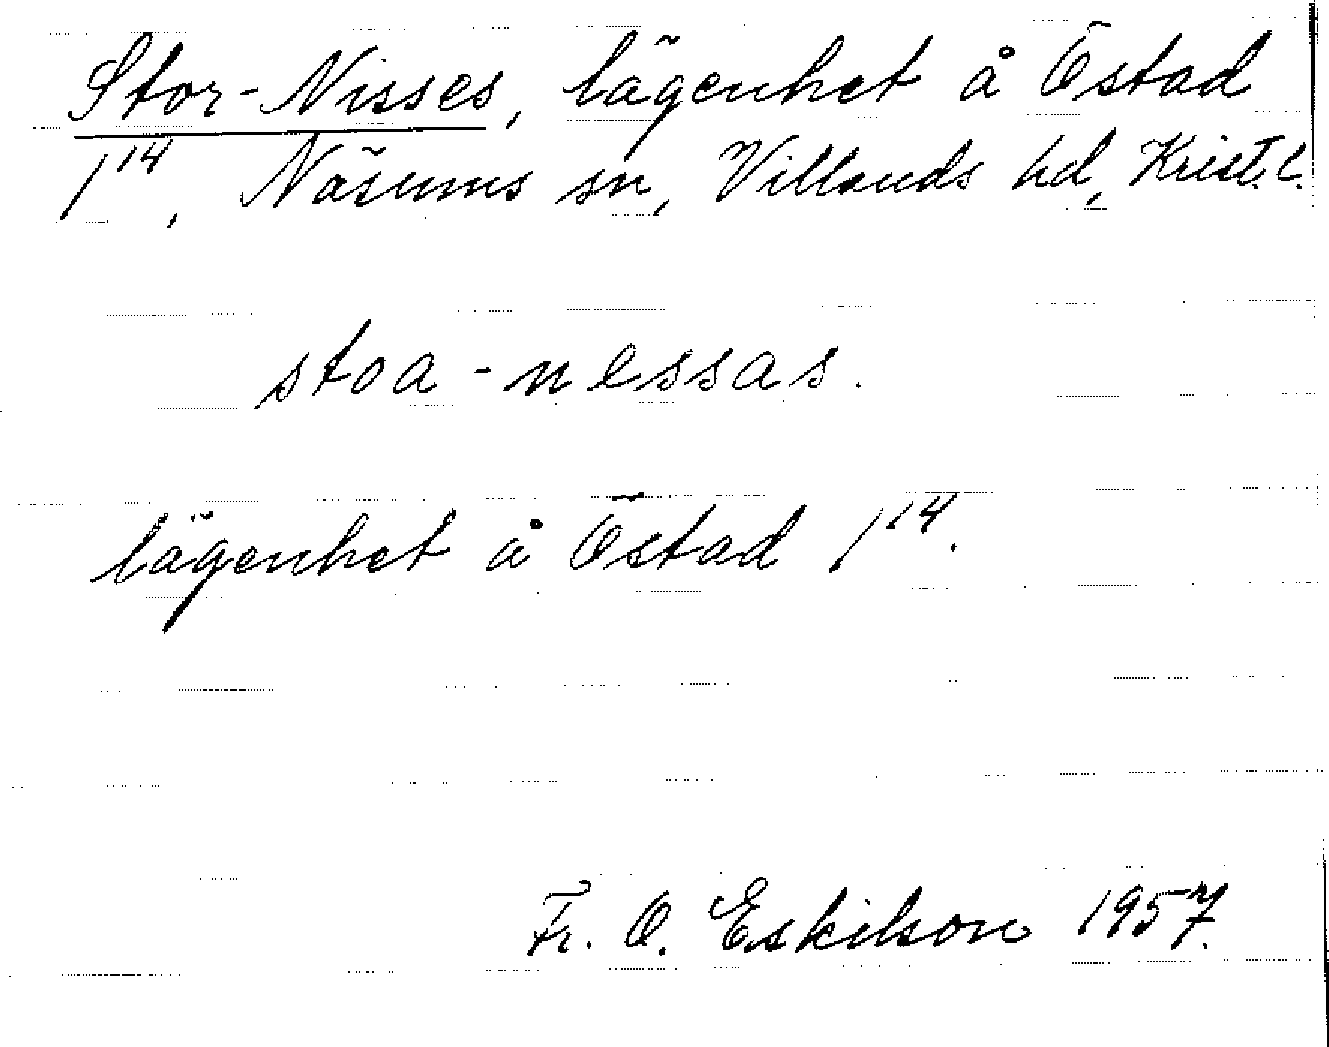 Stor-Nisses, lägenhet å Östad
1¹⁴, Näsums sn, Villands hd, Krist. l.
stoa-nessas.
lägenhet å Östad 1¹⁴.
Fr. O. Eskilson 1957.